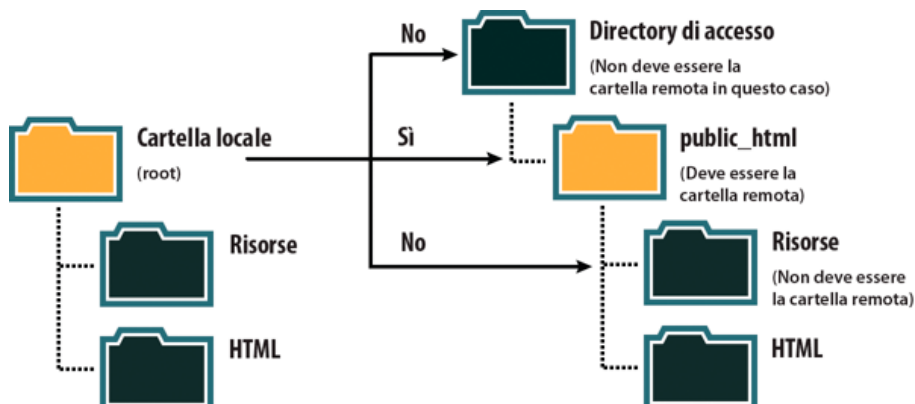 No
Directory di accesso
(Non deve essere la
cartella remota in questo caso)
Cartella locale
(root)
Sì
public_html
(Deve essere la
cartella remota)
Risorse
No
Risorse
(Non deve essere
la cartella remota)
HTML
HTML